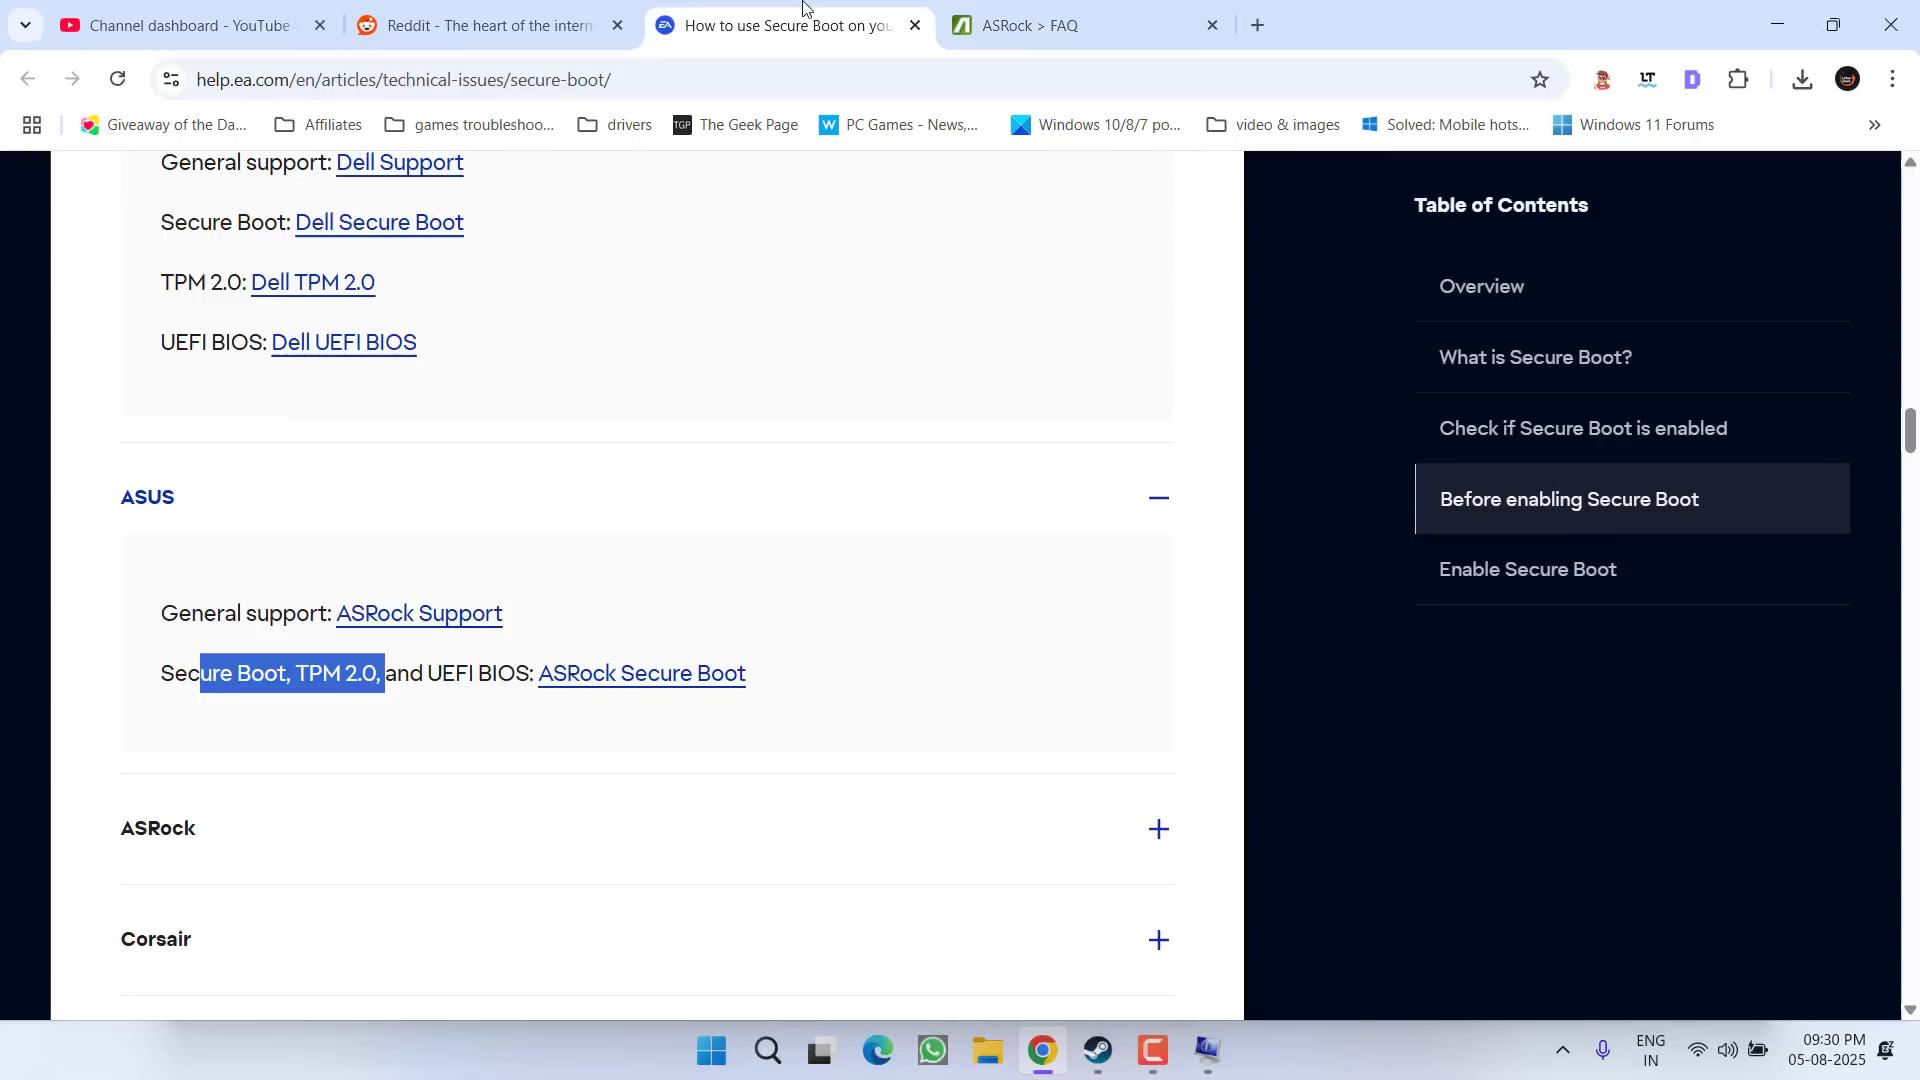 Channel dashboard - YouTube
Reddit - The heart of the intern
How to use Secure Boot on you
ASRock > FAQ
help.ea.com/en/articles/technical-issues/secure-boot/
LT
Giveaway of the Da...
Affiliates
games troubleshoo...
drivers
TGP
The Geek Page
W
PC Games - News,...
Windows 10/8/7 po...
video & images
Solved: Mobile hots...
Windows 11 Forums
General support: Dell Support
Secure Boot: Dell Secure Boot
TPM 2.0: Dell TPM 2.0
UEFI BIOS: Dell UEFI BIOS
ASUS
General support: ASRock Support
Secure Boot, TPM 2.0, and UEFI BIOS: ASRock Secure Boot
ASRock
Corsair
Table of Contents
Overview
What is Secure Boot?
Check if Secure Boot is enabled
Before enabling Secure Boot
Enable Secure Boot
ENG
IN
09:30 PM
05-08-2025